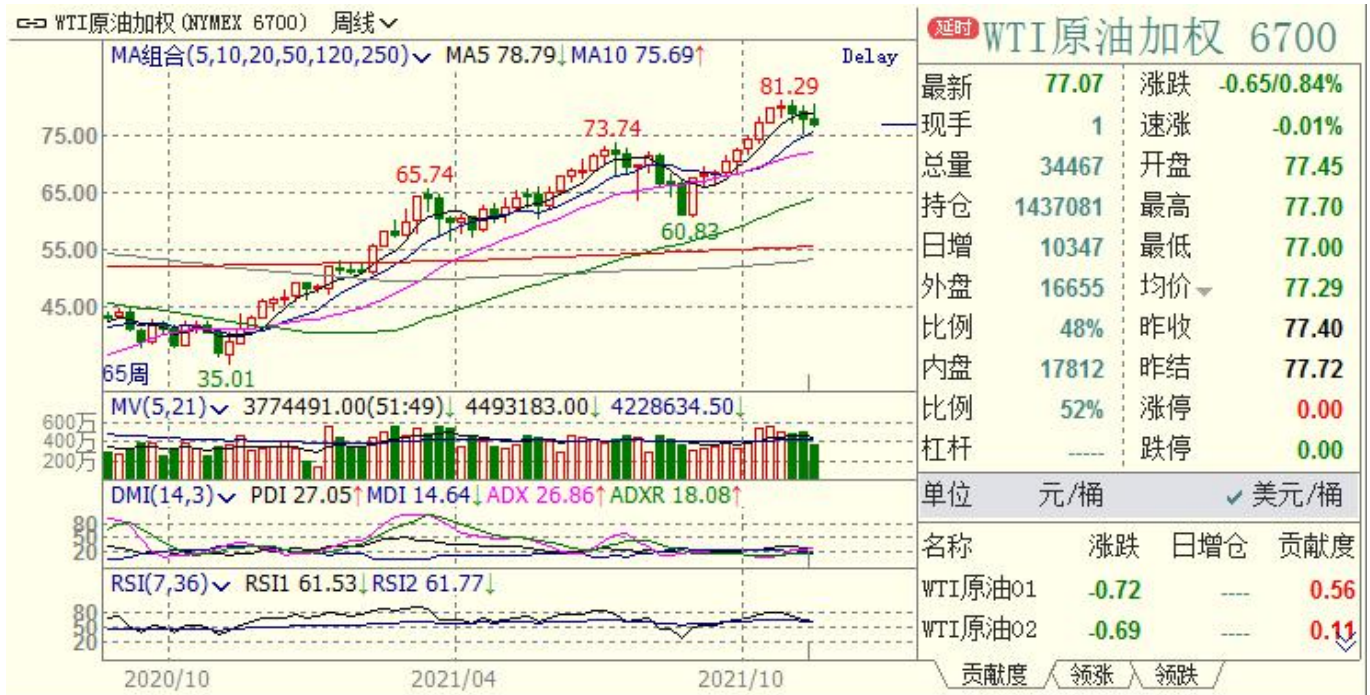 WTI原油加权(NYMEX 6700) 周线
MA组合(5,10,20,50,120,250) MA5 78.79↓ MA10 75.69↑ Delay
81.29
75.00
73.74
65.74
65.00
60.83
55.00
45.00
65周
35.01
MV(5,21) 3774491.00(51:49)↓ 4493183.00↓ 4228634.50↓
600万
400万
200万
DMI(14,3) PDI 27.05↑ MDI 14.64↓ ADX 26.86↑ ADXR 18.08↑
80
50
20
RSI(7,36) RSI1 61.53↓ RSI2 61.77↓
80
50
20
2020/10 2021/04 2021/10
延时 WTI原油加权 6700
最新 77.07 涨跌 -0.65/0.84%
现手 1 速涨 -0.01%
总量 34467 开盘 77.45
持仓 1437081 最高 77.70
日增 10347 最低 77.00
外盘 16655 均价 77.29
比例 48% 昨收 77.40
内盘 17812 昨结 77.72
比例 52% 涨停 0.00
杠杆 ----- 跌停 0.00
单位 元/桶 ✓ 美元/桶
名称 涨跌 日增仓 贡献度
WTI原油01 -0.72 ---- 0.56
WTI原油02 -0.69 ---- 0.11
贡献度 领涨 领跌